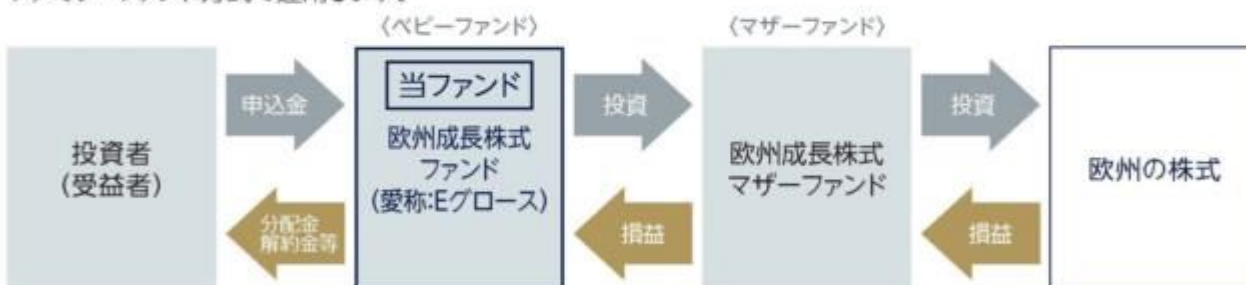 〈ベビーファンド〉
〈マザーファンド〉
投資者
(受益者)
申込金
分配金
解約金等
当ファンド
欧州成長株式
ファンド
(愛称:Eグロース)
投資
損益
欧州成長株式
マザーファンド
投資
損益
欧州の株式